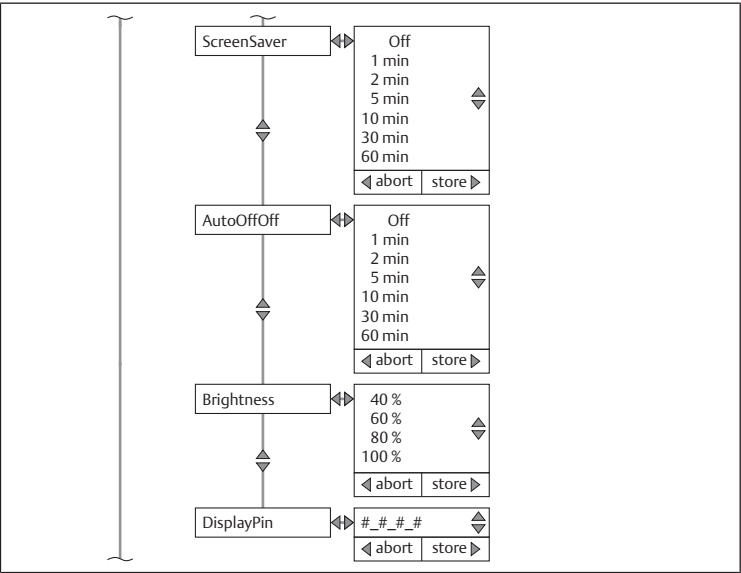 ScreenSaver
Off
1 min
2 min
5 min
10 min
30 min
60 min
abort store
AutoOffOff
Off
1 min
2 min
5 min
10 min
30 min
60 min
abort store
Brightness
40 %
60 %
80 %
100 %
abort store
DisplayPin
#_#_#_#
abort store